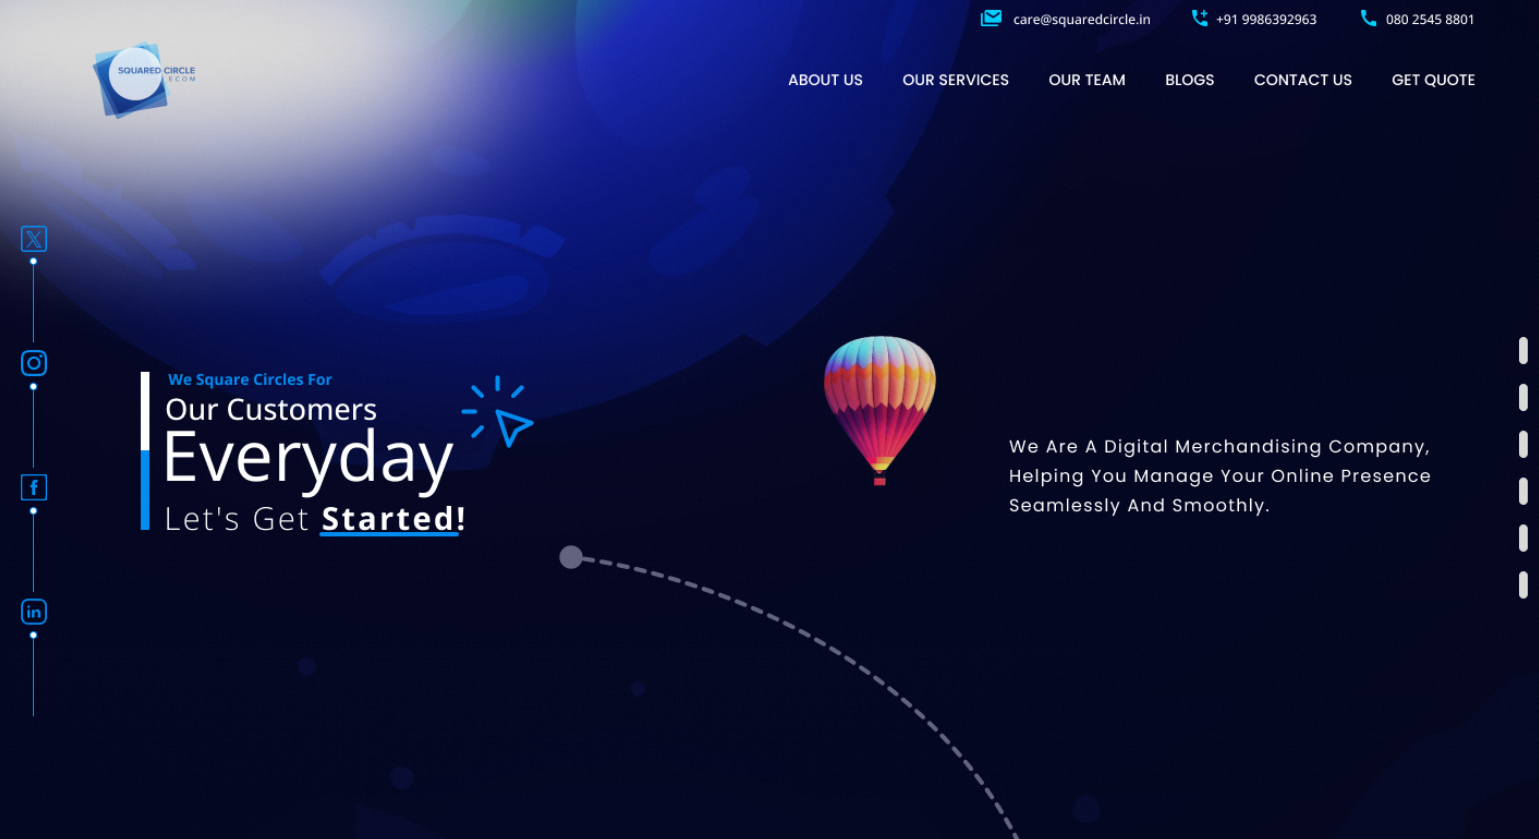 care@squaredcircle.in
+91 9986392963
080 2545 8801
SQUARED CIRCLE
ECOM
ABOUT US
OUR SERVICES
OUR TEAM
BLOGS
CONTACT US
GET QUOTE
We Square Circles For
Our Customers
Everyday
Let's Get Started!
We Are A Digital Merchandising Company,
Helping You Manage Your Online Presence
Seamlessly And Smoothly.